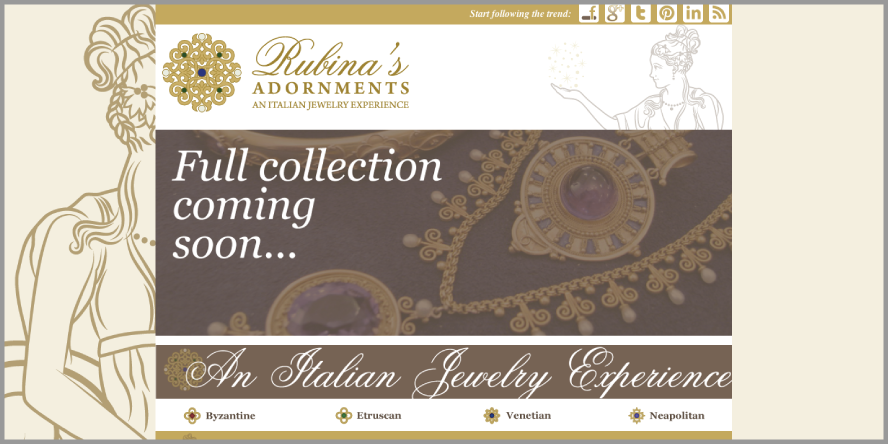 Start following the trend:
Rubina's
ADORNMENTS
AN ITALIAN JEWELRY EXPERIENCE
Full collection
coming
soon...
An Italian Jewelry Experience
Byzantine
Etruscan
Venetian
Neapolitan